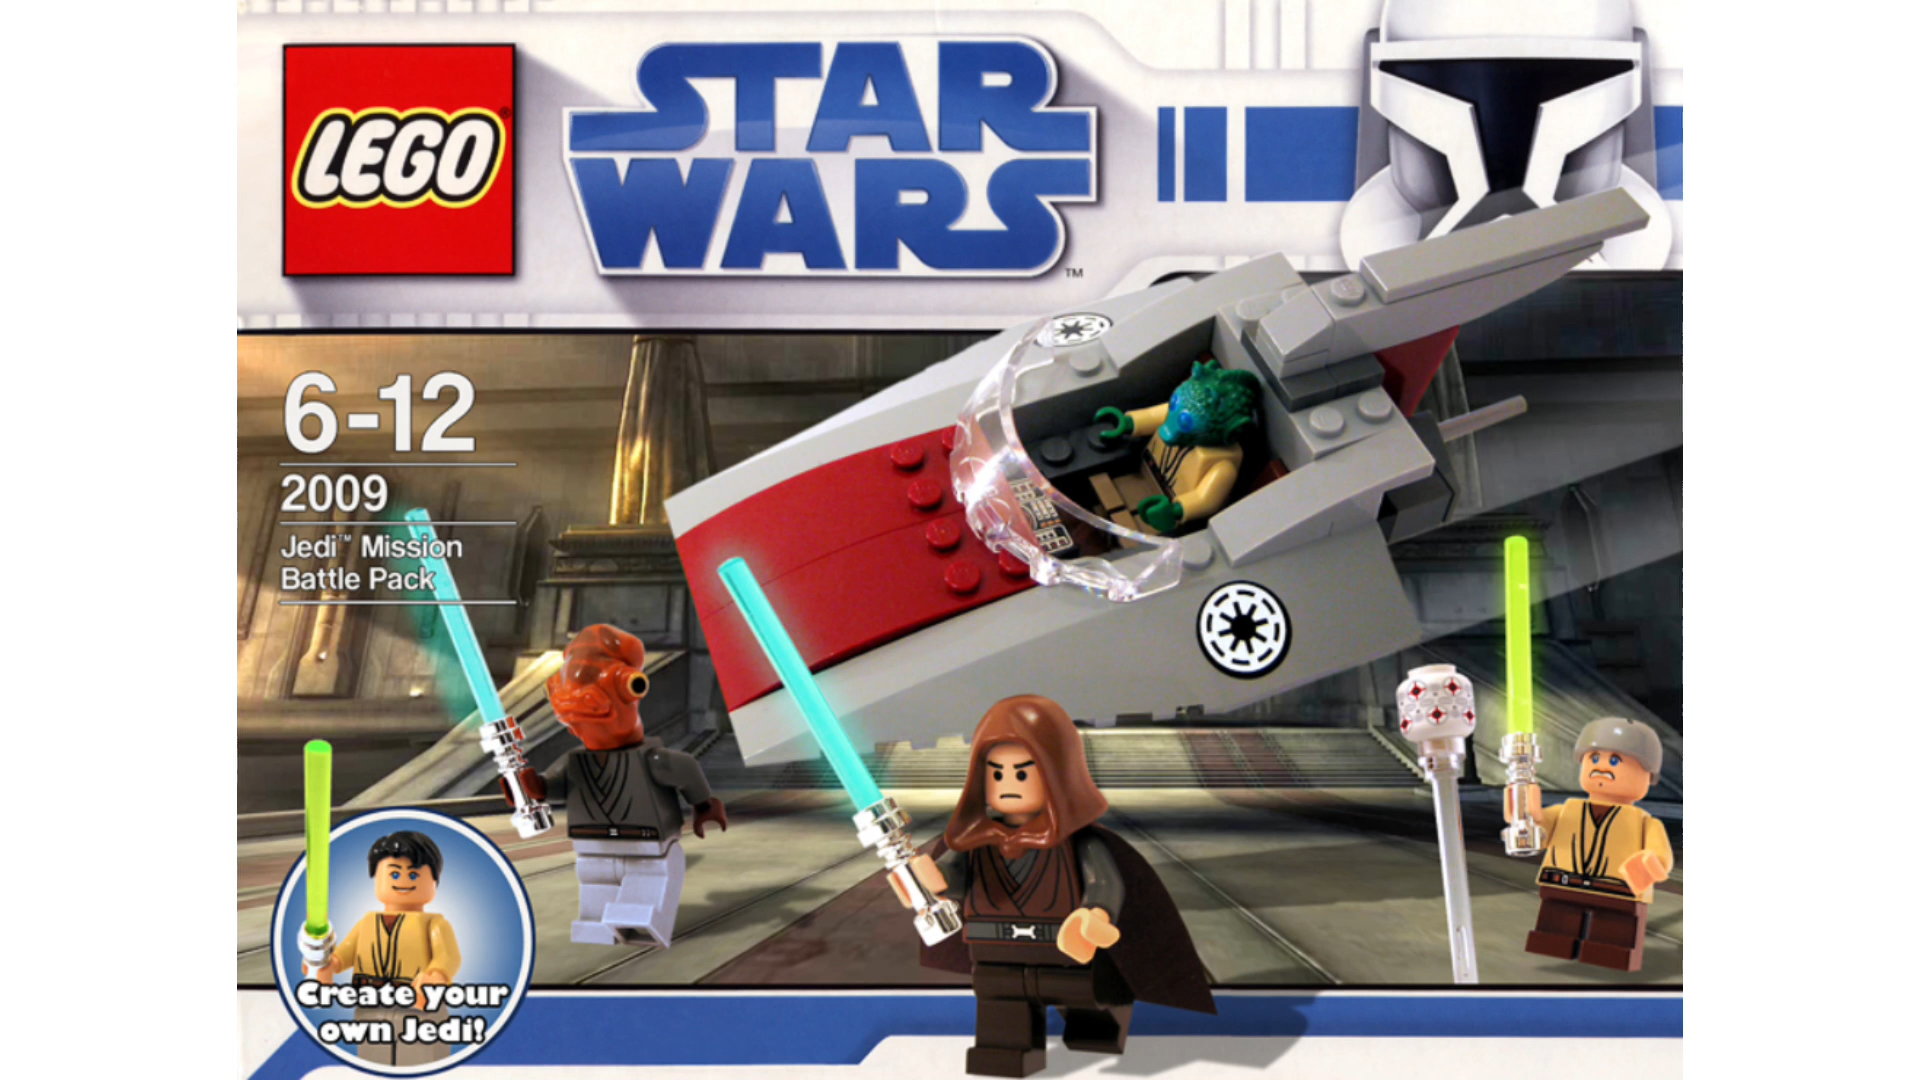 LEGO®
STAR
WARS
™
6-12
2009
Jedi™ Mission
Battle Pack
Create your
own Jedi!